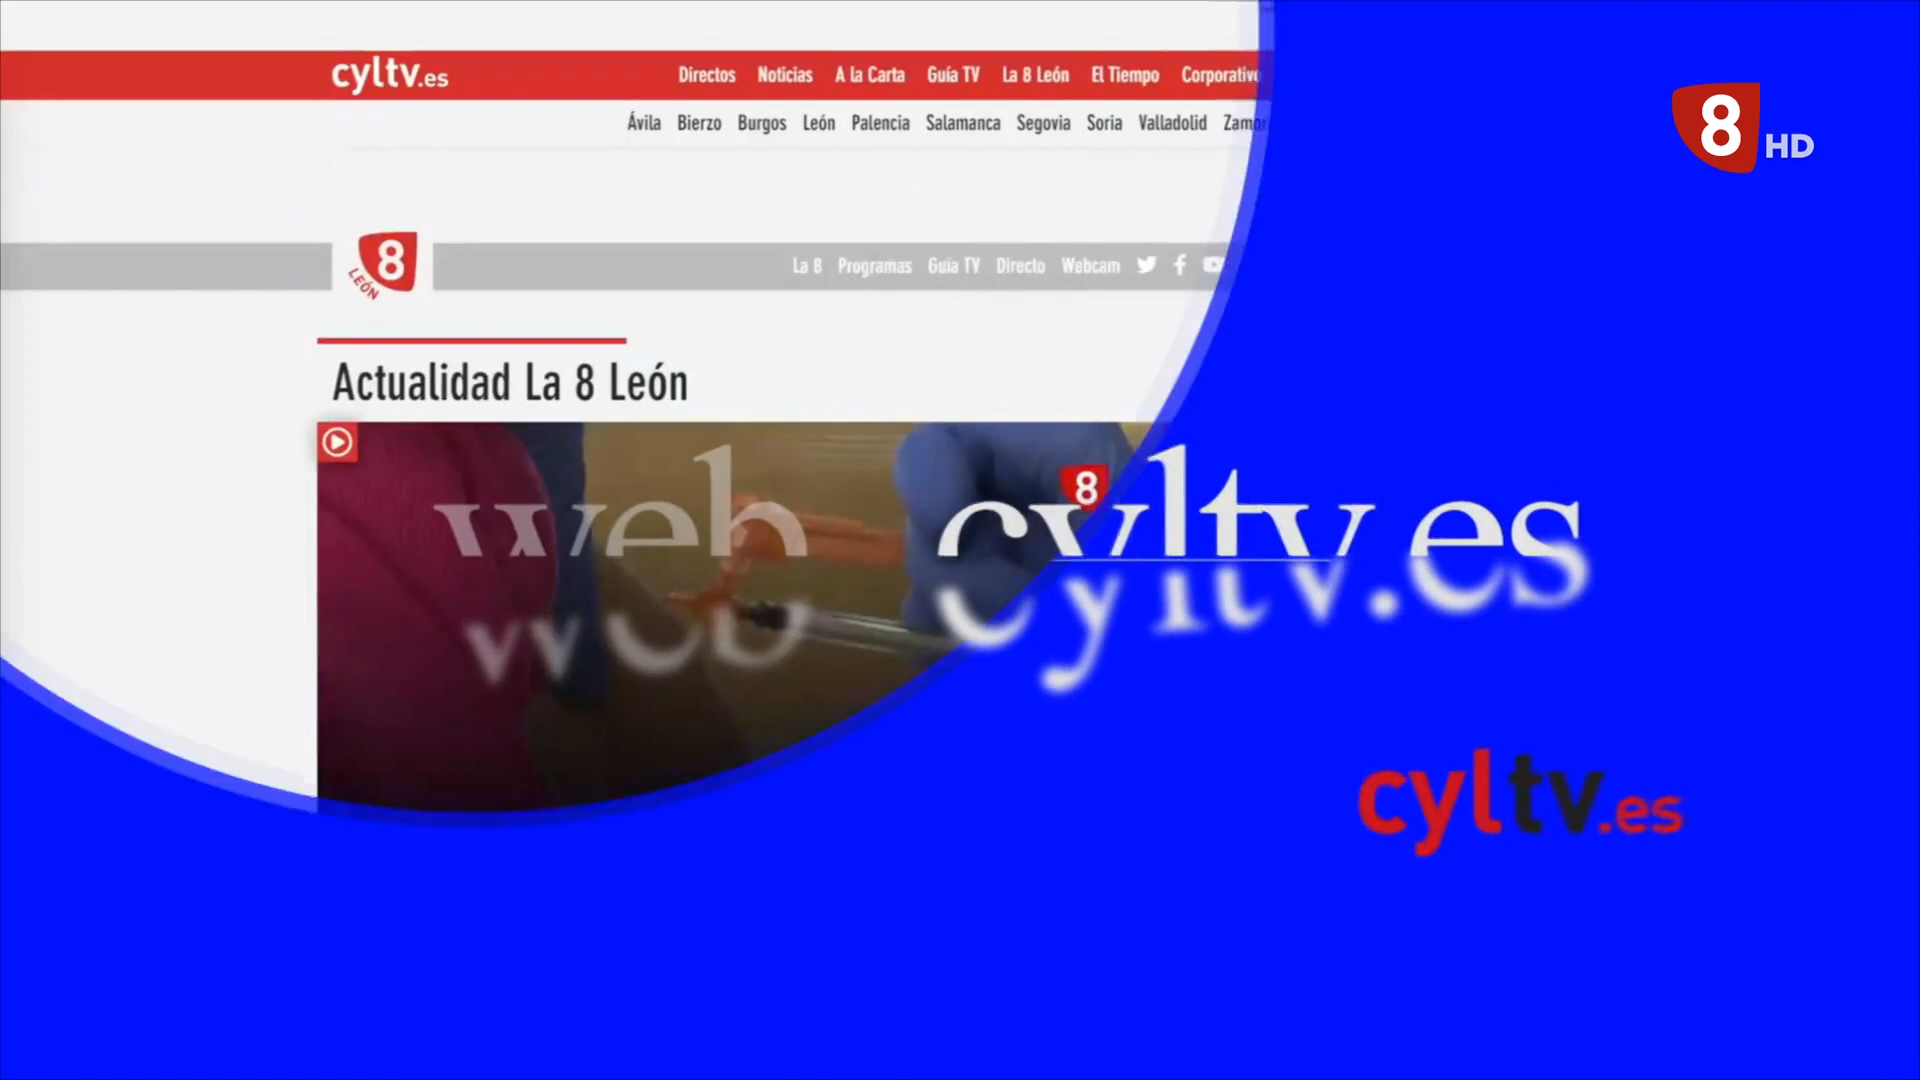 cyltv.es
Directos Noticias A la Carta Guía TV La 8 León El Tiempo Corporativo
Ávila Bierzo Burgos León Palencia Salamanca Segovia Soria Valladolid
8 HD
8 LEÓN
La 8 Programas Guía TV Directo Webcam
Actualidad La 8 León
8
web cyltv.es
cyltv.es